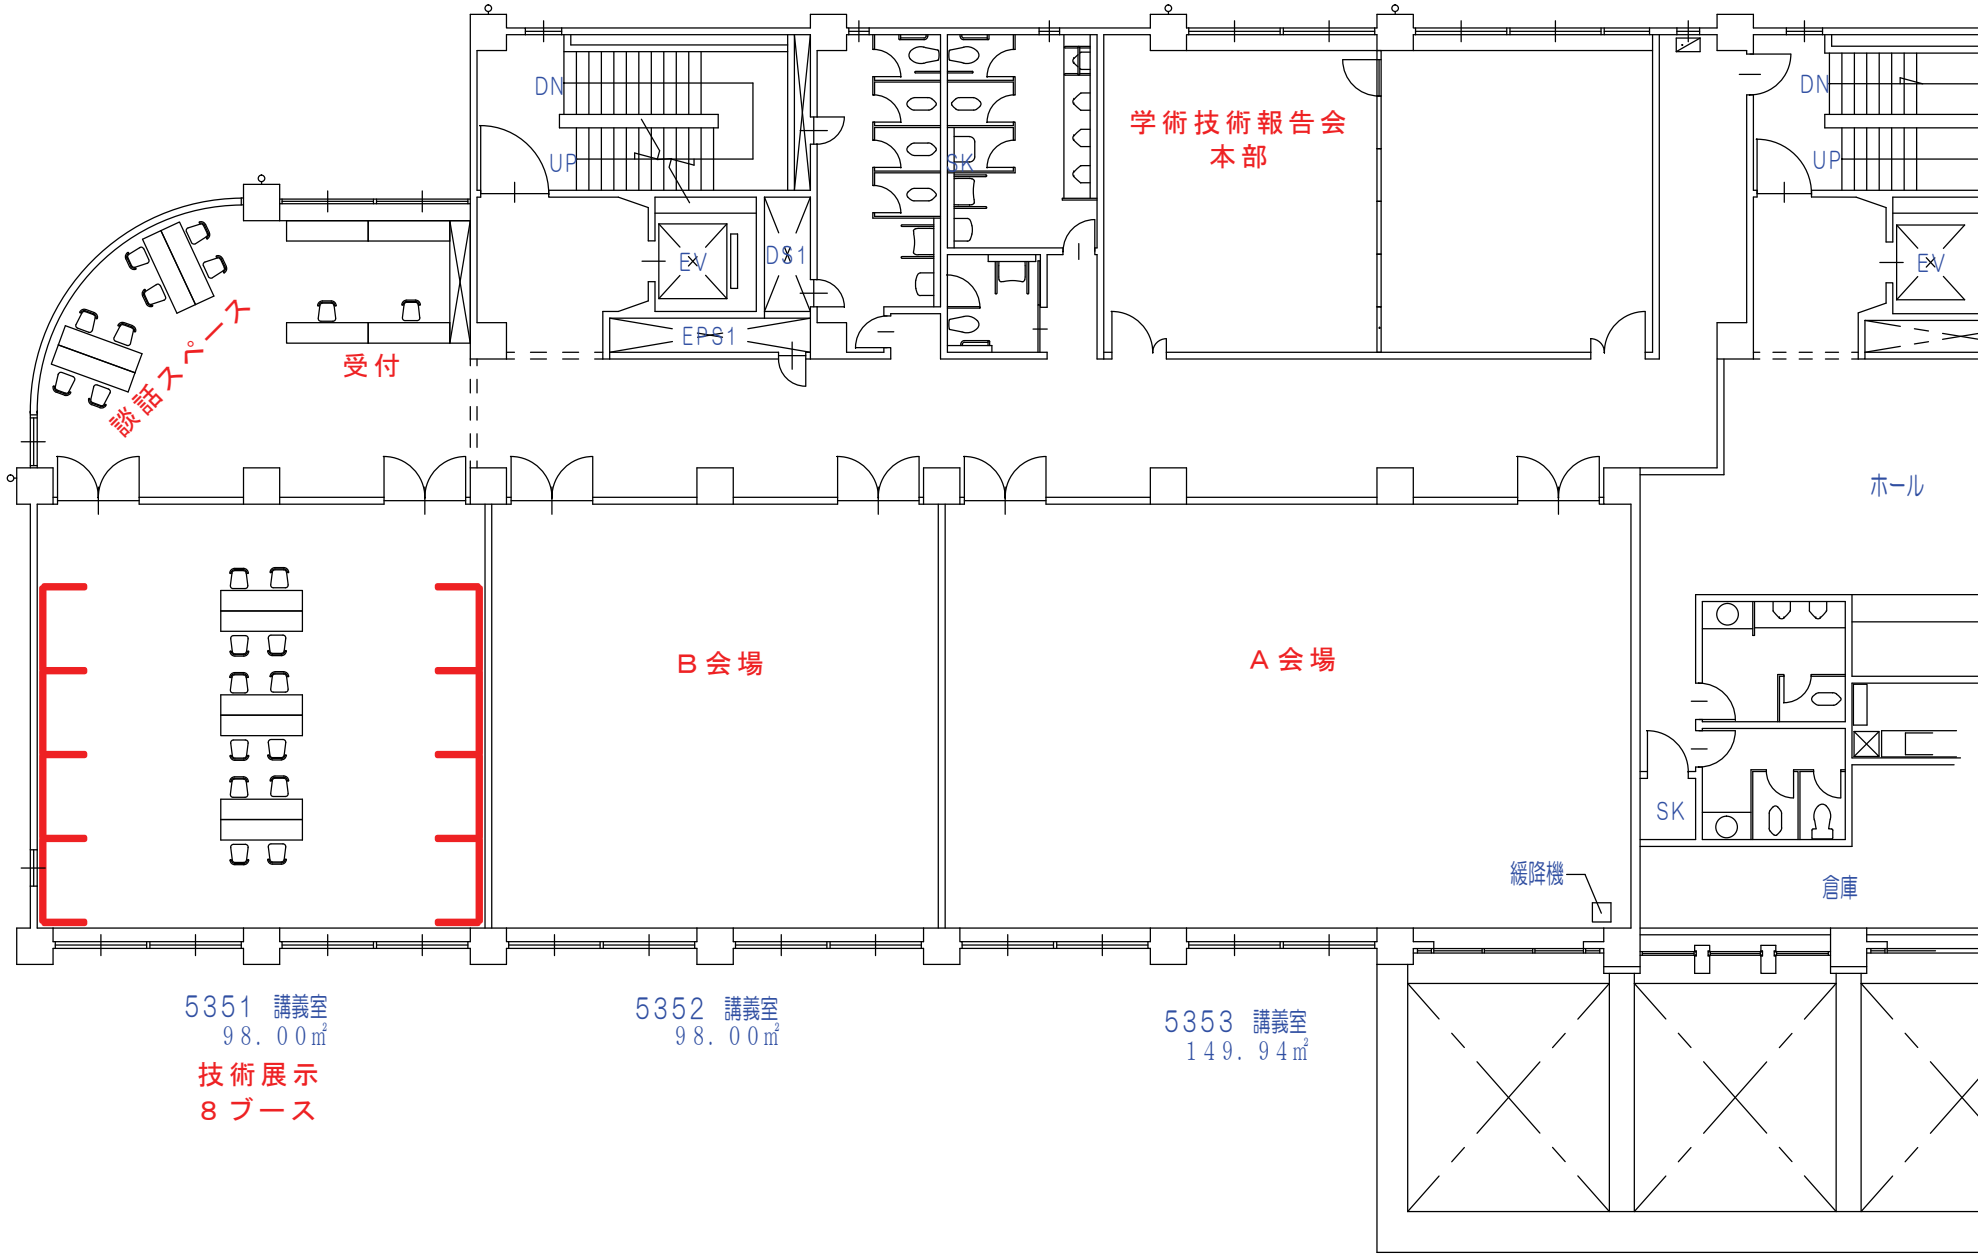 DN
UP
EV
DS1
EPS1
SK
学術技術報告会
本部
DN
UP
EV
談話スペース
受付
ホール
B会場
A会場
SK
緩降機
倉庫
5351 講義室
98.00㎡
技術展示
8 ブース
5352 講義室
98.00㎡
5353 講義室
149.94㎡